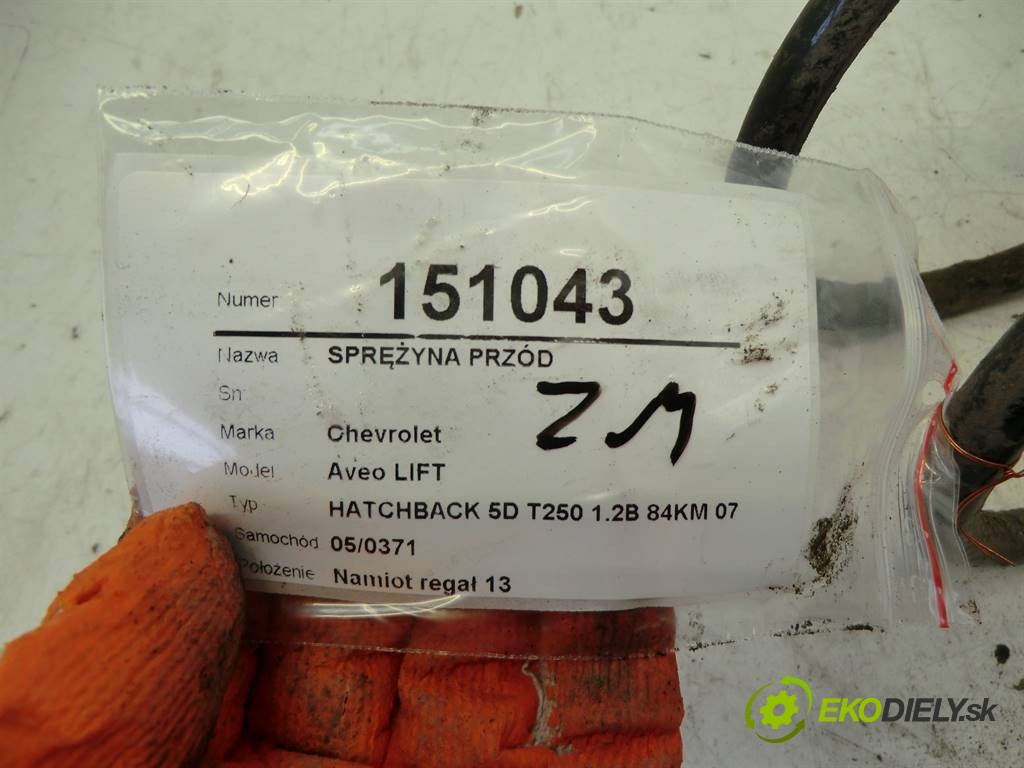 Numer 151043
Nazwa SPRĘŻYNA PRZÓD
Sn
ZM
Marka Chevrolet
Model Aveo LIFT
Typ HATCHBACK 5D T250 1.2B 84KM 07
Samochód 05/0371
Położenie Namiot regał 13
EKODIELY.sk